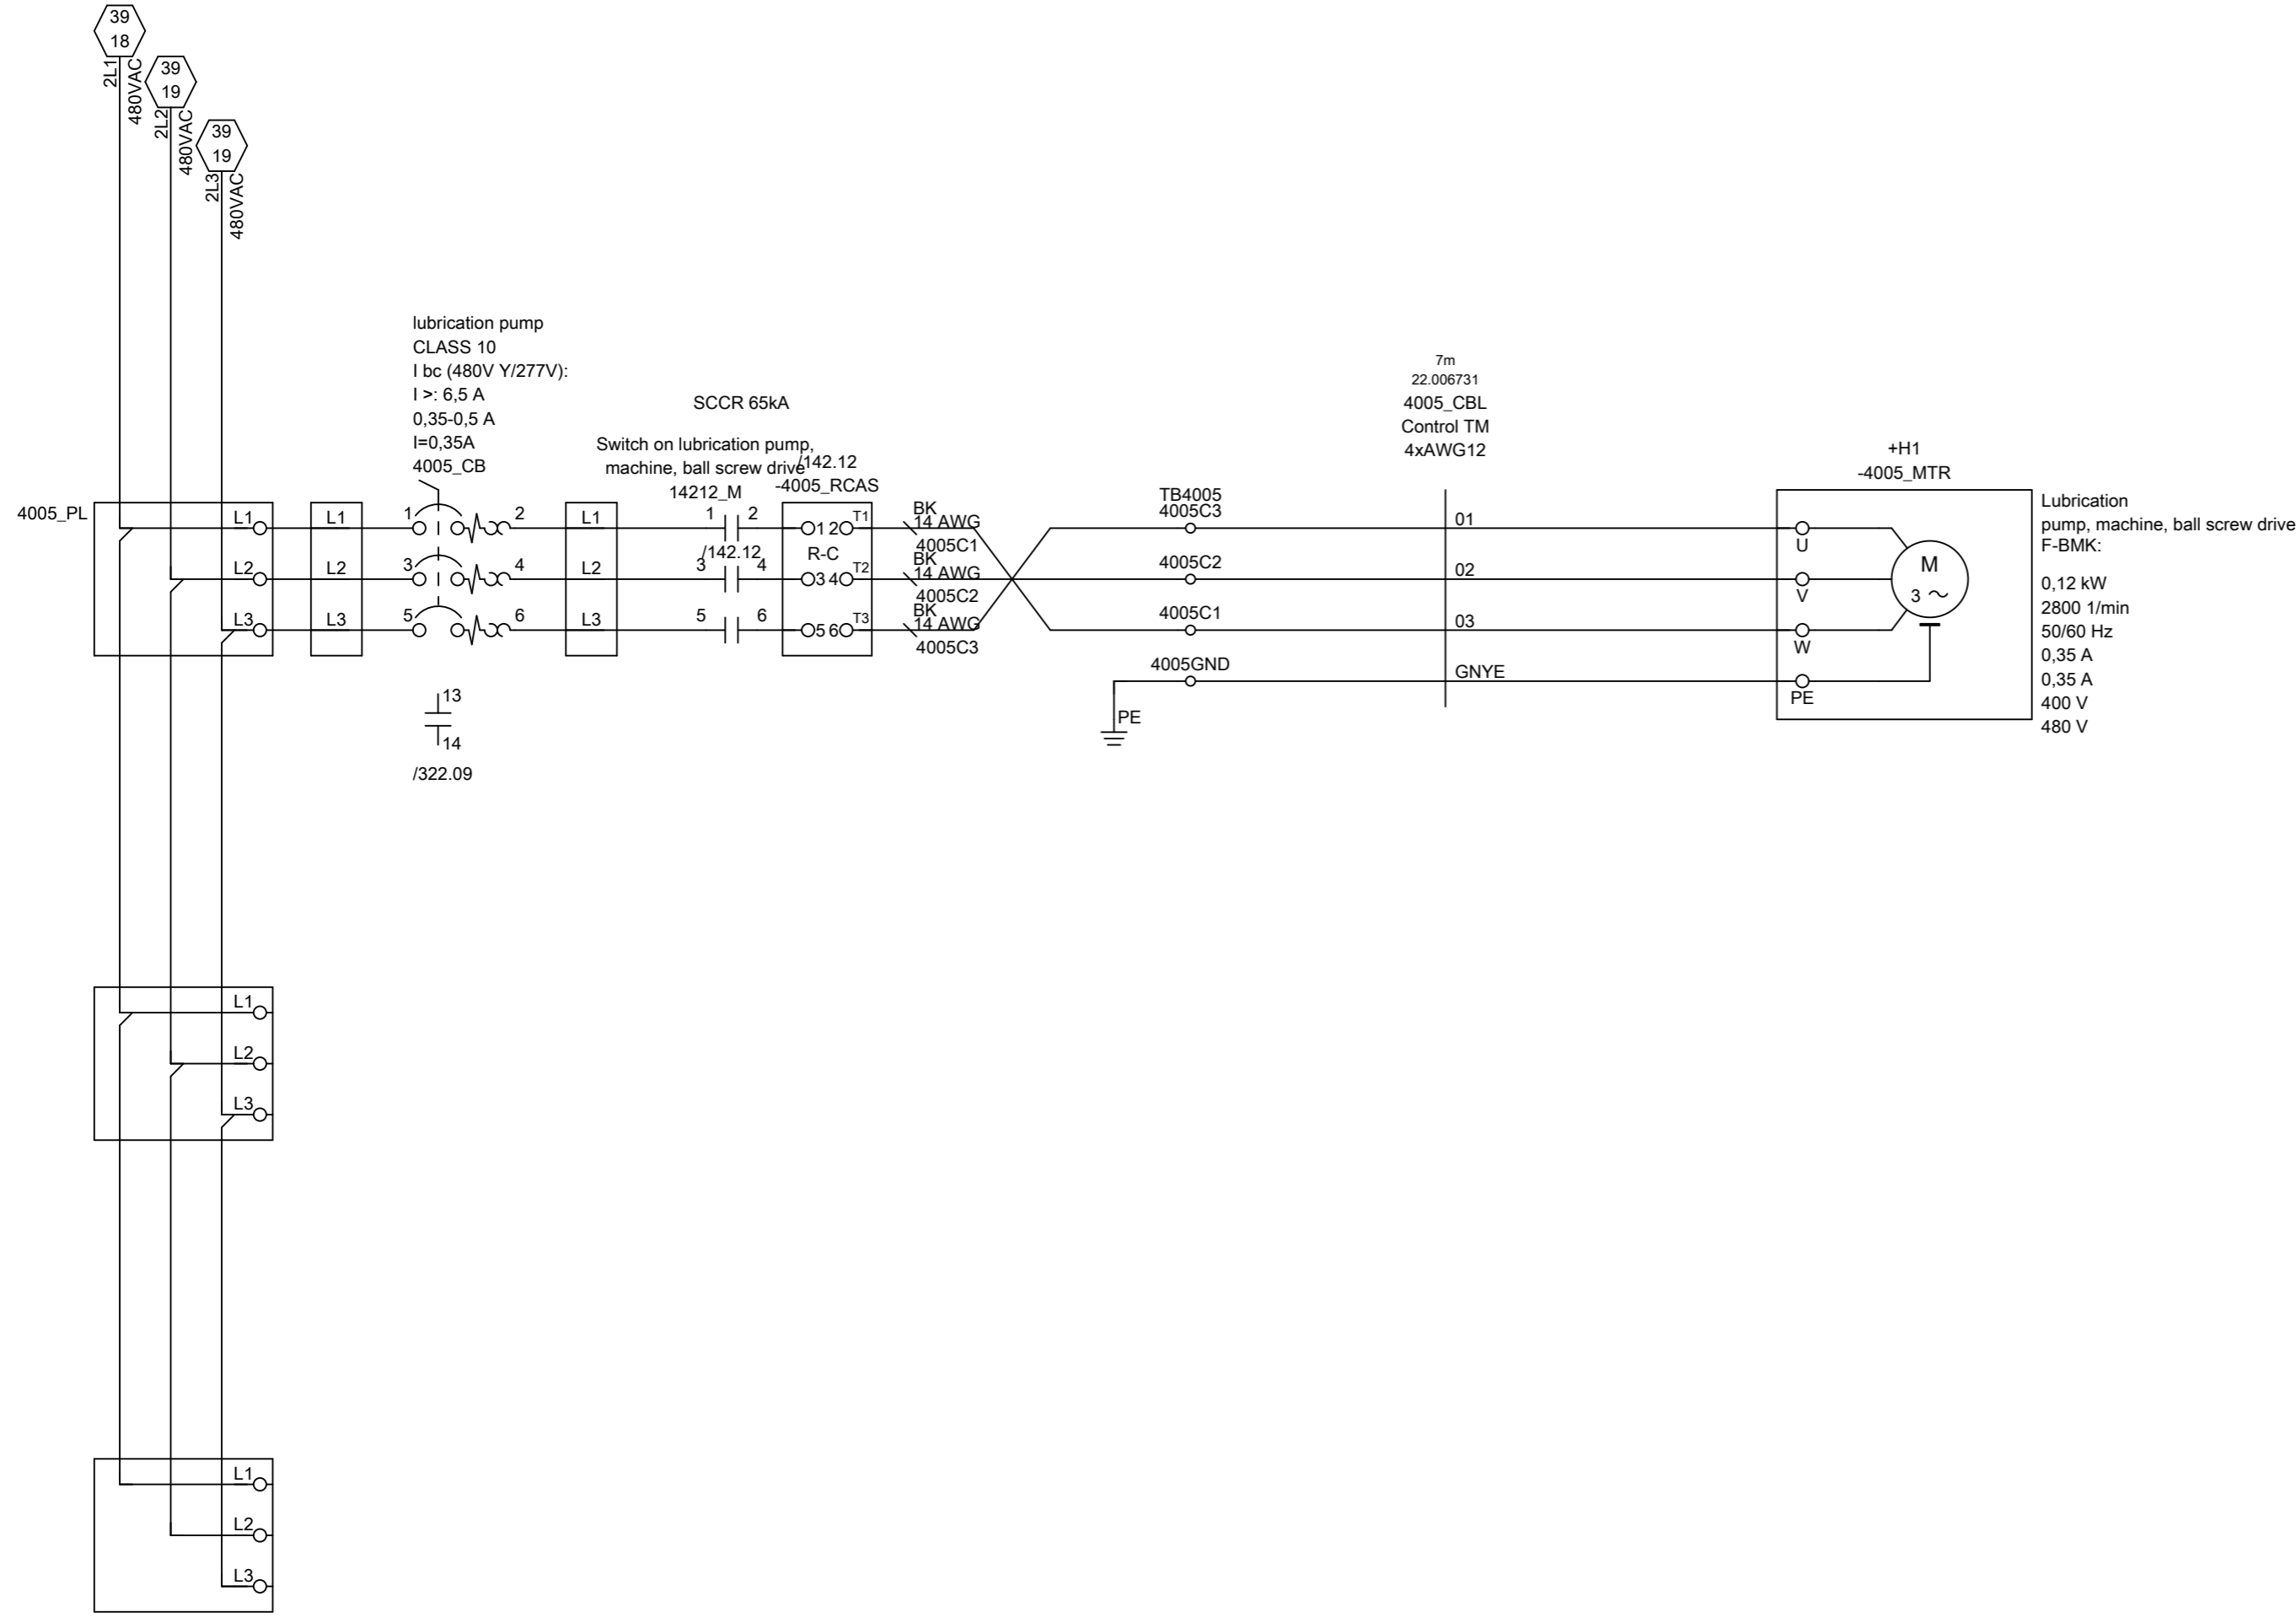 39
18
2L1
480VAC
39
19
2L2
480VAC
39
19
2L3
480VAC
lubrication pump
CLASS 10
I bc (480V Y/277V):
I >: 6,5 A
0,35-0,5 A
I=0,35A
4005_CB
SCCR 65kA
Switch on lubrication pump,
machine, ball screw drive
14212_M
/142.12
-4005_RCAS
7m
22.006731
4005_CBL
Control TM
4xAWG12
+H1
-4005_MTR
4005_PL
L1
L1
1
2
L1
1
2
1 2
T1
BK
14 AWG
4005C1
TB4005
4005C3
01
U
L2
L2
3
4
L2
/142.12
3
4
R-C
3 4
T2
BK
14 AWG
4005C2
4005C2
02
V
L3
L3
5
6
L3
5
6
5 6
T3
BK
14 AWG
4005C3
4005C1
03
W
4005GND
GNYE
PE
PE
M
3
Lubrication
pump, machine, ball screw drive
F-BMK:
0,12 kW
2800 1/min
50/60 Hz
0,35 A
0,35 A
400 V
480 V
13
14
/322.09
L1
L2
L3
L1
L2
L3